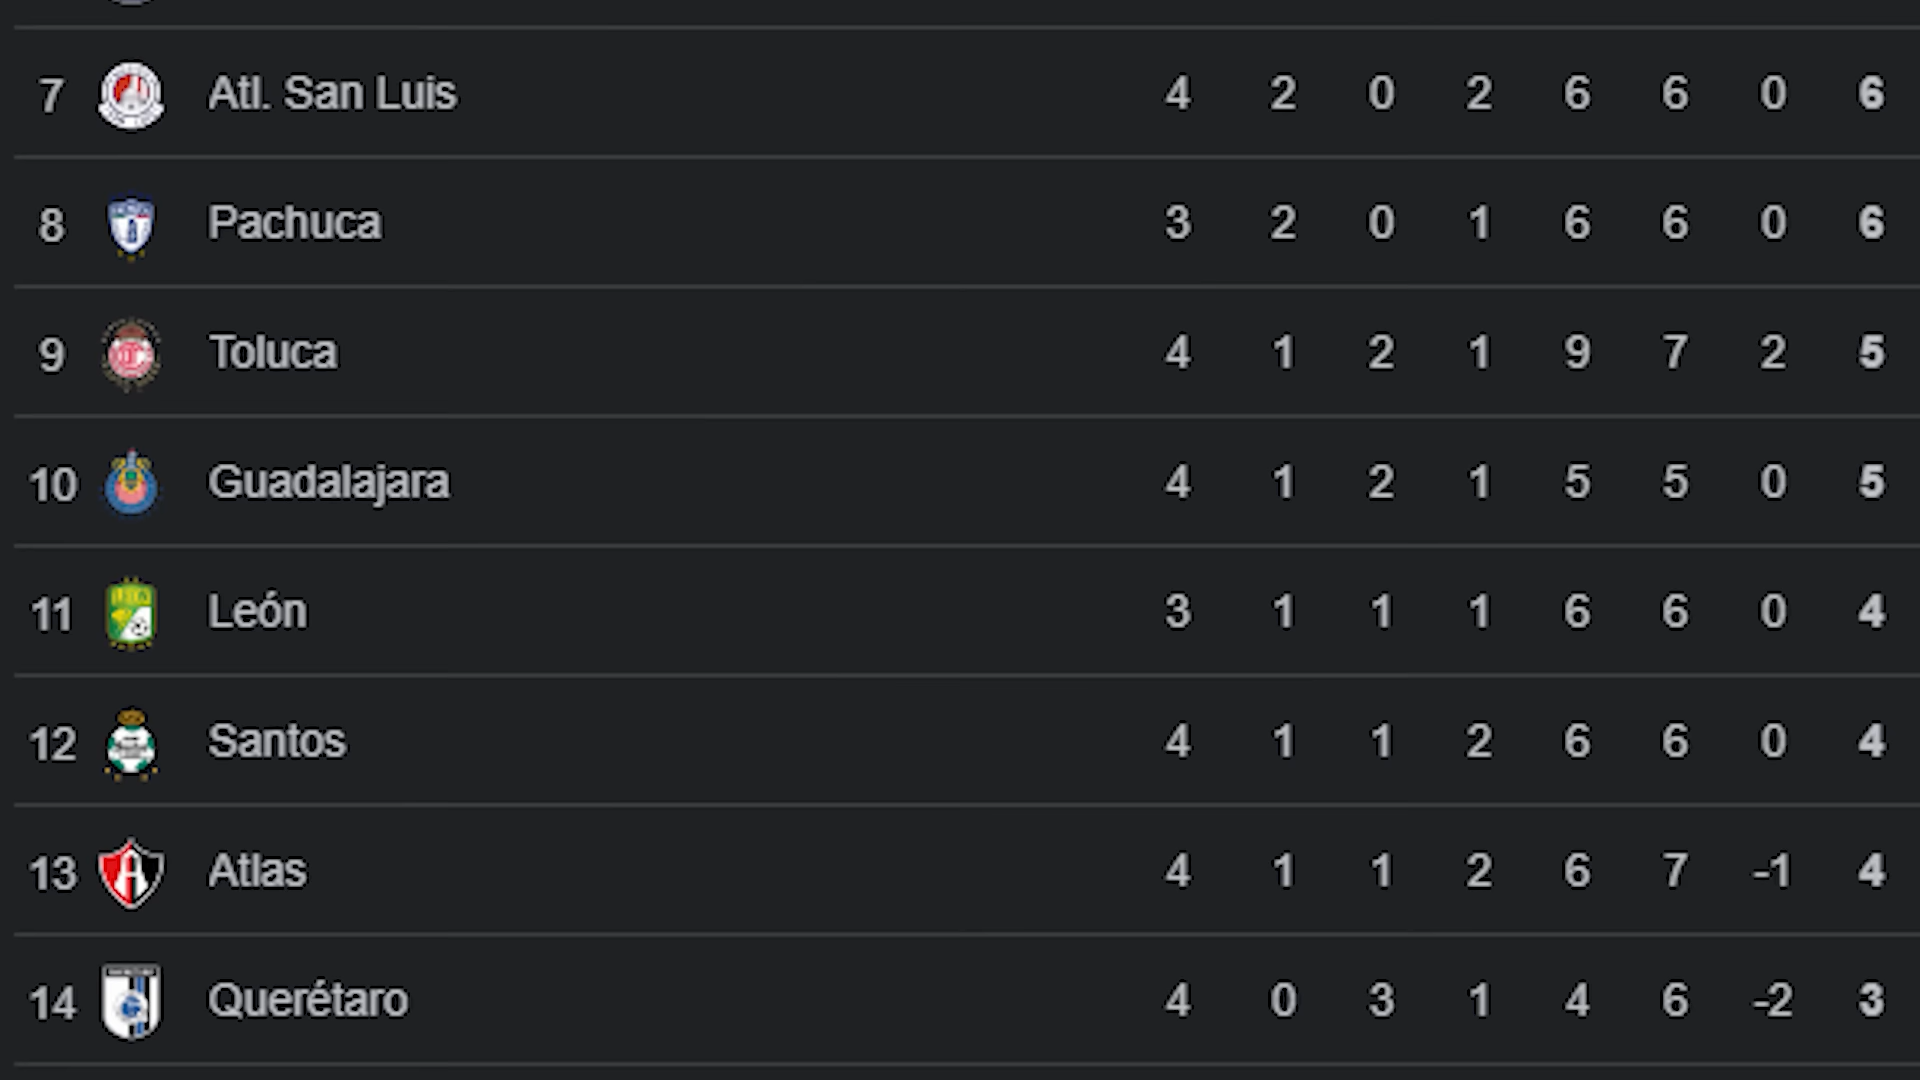 7 Atl. San Luis 4 2 0 2 6 6 0 6
8 Pachuca 3 2 0 1 6 6 0 6
9 Toluca 4 1 2 1 9 7 2 5
10 Guadalajara 4 1 2 1 5 5 0 5
11 León 3 1 1 1 6 6 0 4
12 Santos 4 1 1 2 6 6 0 4
13 Atlas 4 1 1 2 6 7 -1 4
14 Querétaro 4 0 3 1 4 6 -2 3